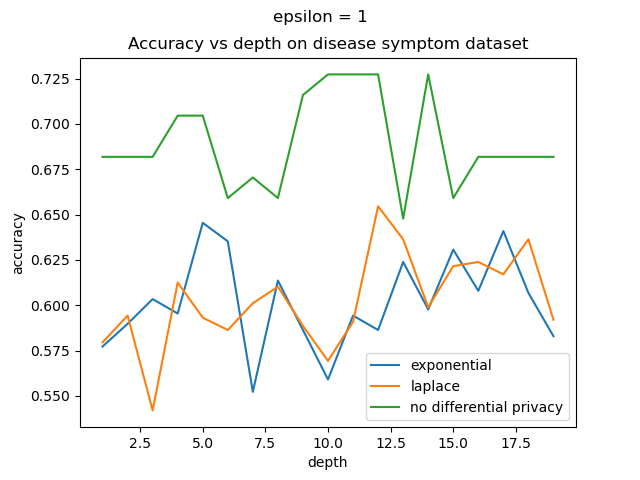 epsilon = 1
Accuracy vs depth on disease symptom dataset
0.725
0.700
0.675
0.650
0.625
0.600
0.575
0.550
accuracy
exponential
laplace
no differential privacy
2.5 5.0 7.5 10.0 12.5 15.0 17.5
depth